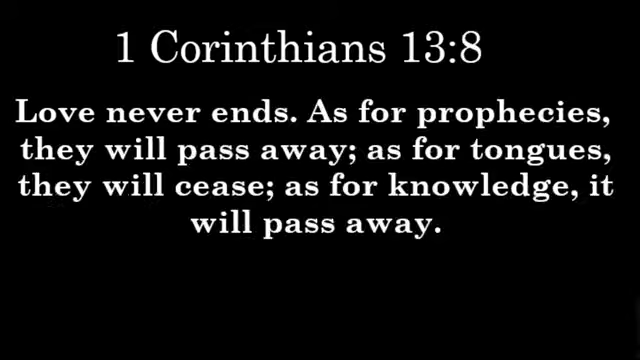 1 Corinthians 13:8
Love never ends. As for prophecies,
they will pass away; as for tongues,
they will cease; as for knowledge, it
will pass away.